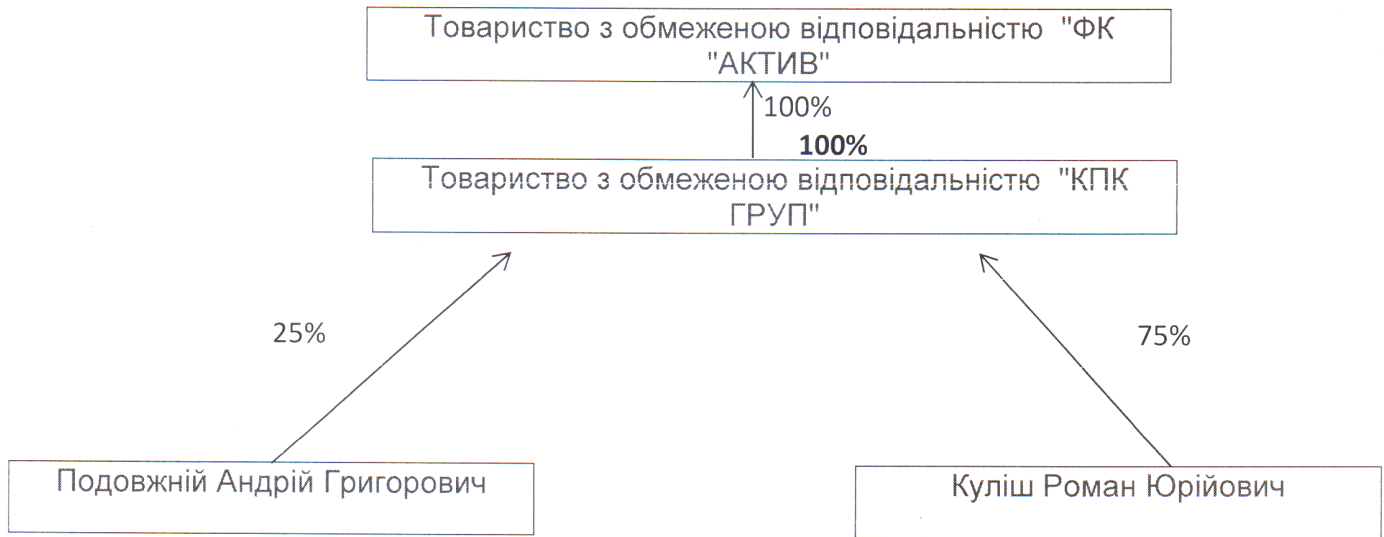 Товариство з обмеженою відповідальністю "ФК
"АКТИВ"
100%
100%
Товариство з обмеженою відповідальністю "КПК
ГРУП"
25%
75%
Подовжній Андрій Григорович
Куліш Роман Юрійович